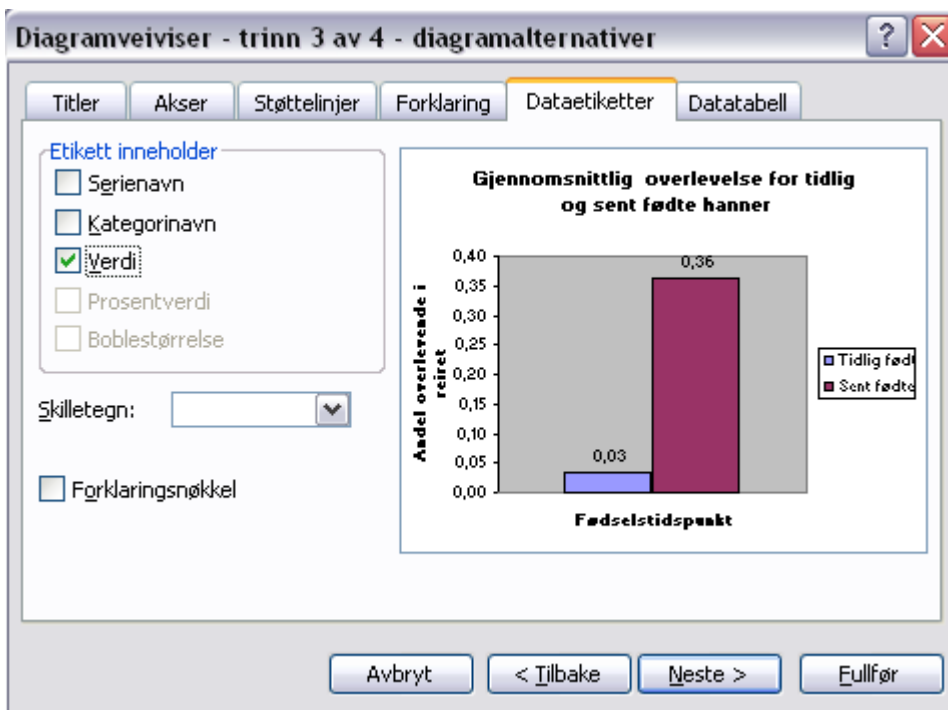 Diagramveiviser - trinn 3 av 4 - diagramalternativer
Titler
Akser
Støttelinjer
Forklaring
Dataetiketter
Datatabell
Etikett inneholder
Serienavn
Kategorinavn
Verdi
Prosentverdi
Boblestørrelse
Skilletegn:
Forklaringsnøkkel
Gjennomsnittlig overlevelse for tidlig
og sent fødte hanner
Andel overlevende i
reiret
0,40
0,35
0,30
0,25
0,20
0,15
0,10
0,05
0,00
0,03
0,36
Fødselstidspunkt
Tidlig født
Sent fødte
Avbryt
< Tilbake
Neste >
Fullfør